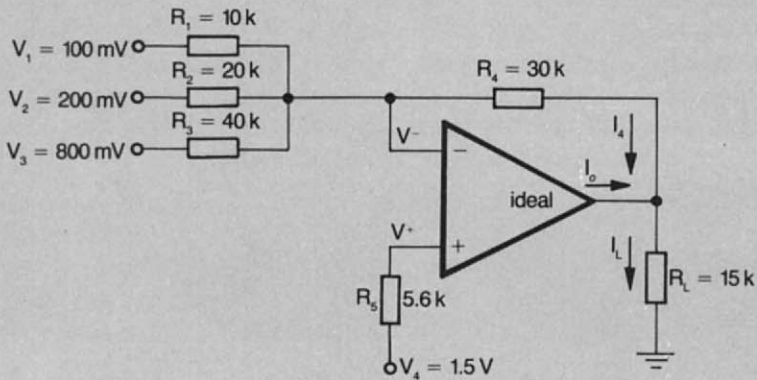 R₁ = 10 k
V₁ = 100 mV
R₂ = 20 k
V₂ = 200 mV
R₃ = 40 k
V₃ = 800 mV
R₄ = 30 k
V⁻
−
I₄
Iₒ
ideal
V⁺
+
I_L
R_L = 15 k
R₅ 5.6 k
V₄ = 1.5 V